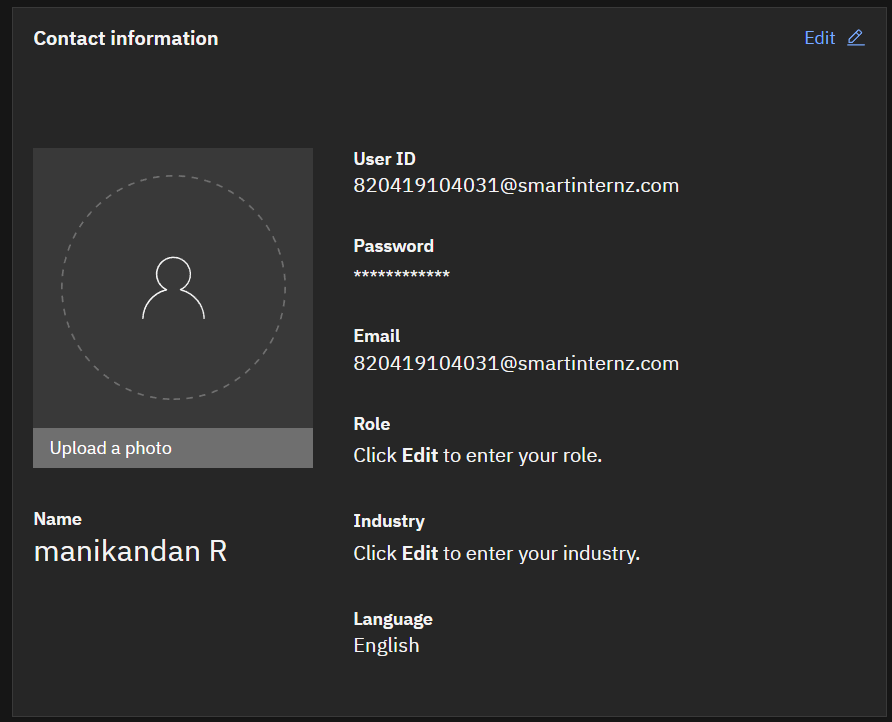 Contact information
Edit
User ID
820419104031@smartinternz.com
Password
************
Email
820419104031@smartinternz.com
Role
Click Edit to enter your role.
Upload a photo
Name
manikandan R
Industry
Click Edit to enter your industry.
Language
English